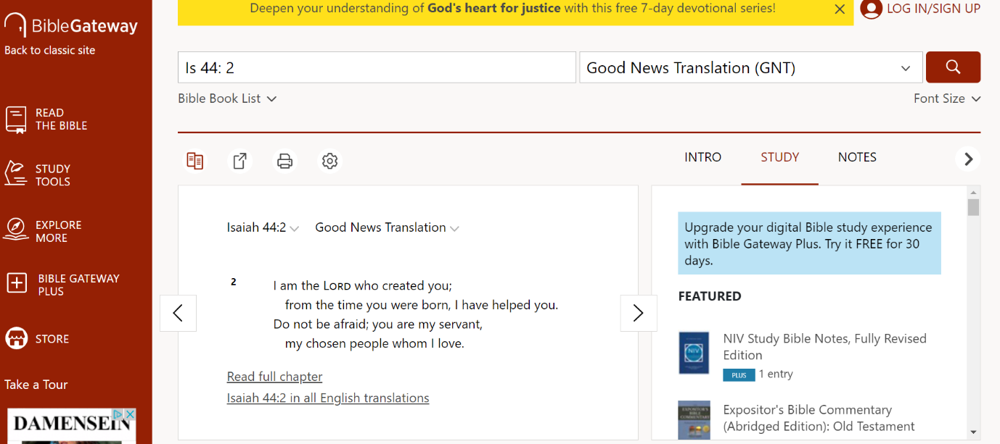 BibleGateway
Back to classic site
READ
THE BIBLE
STUDY
TOOLS
EXPLORE
MORE
BIBLE GATEWAY
PLUS
STORE
Take a Tour
DAMENSEIN
Deepen your understanding of God's heart for justice with this free 7-day devotional series!
LOG IN/SIGN UP
Is 44: 2
Good News Translation (GNT)
Bible Book List
Font Size
INTRO STUDY NOTES
Isaiah 44:2 Good News Translation
2 I am the LORD who created you;
from the time you were born, I have helped you.
Do not be afraid; you are my servant,
my chosen people whom I love.
Read full chapter
Isaiah 44:2 in all English translations
Upgrade your digital Bible study experience
with Bible Gateway Plus. Try it FREE for 30
days.
FEATURED
NIV
NIV Study Bible Notes, Fully Revised
Edition
PLUS 1 entry
EXPOSITOR'S
BIBLE
COMMENTARY
Expositor's Bible Commentary
(Abridged Edition): Old Testament